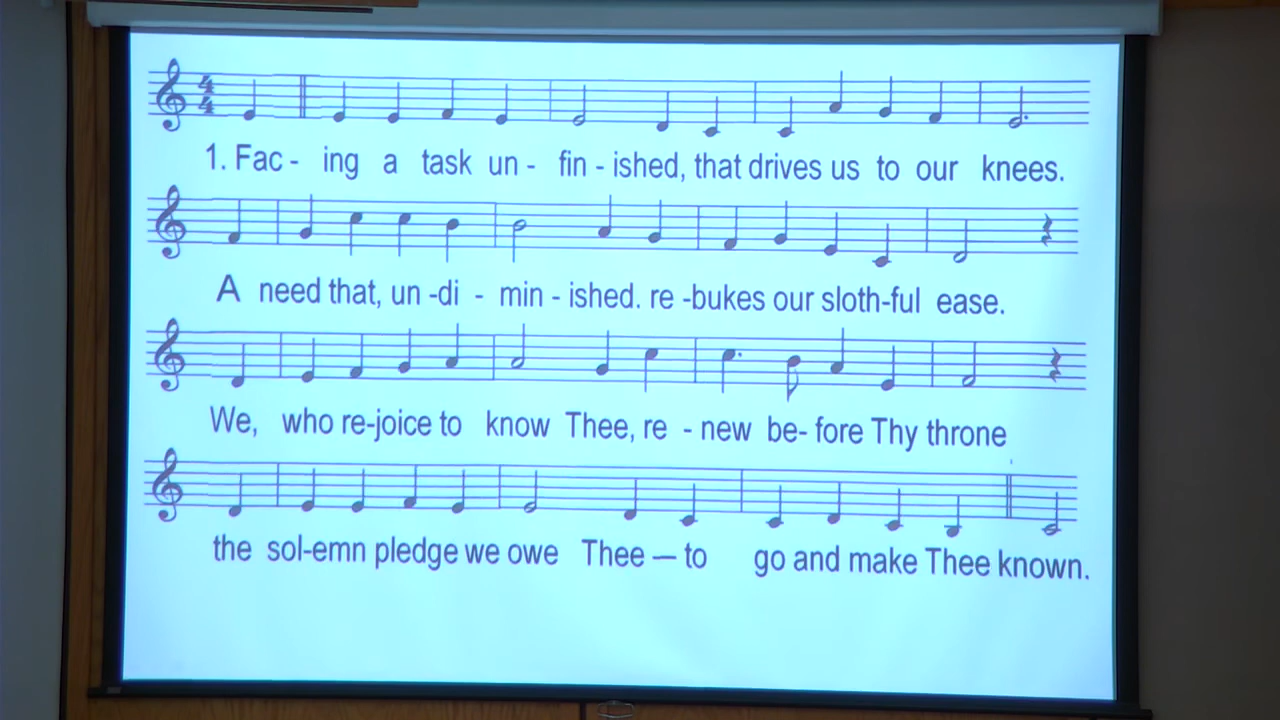 4
4
1. Fac - ing a task un - fin - ished, that drives us to our knees.
A need that, un -di - min - ished. re -bukes our sloth-ful ease.
We, who re-joice to know Thee, re - new be- fore Thy throne
the sol-emn pledge we owe Thee — to go and make Thee known.